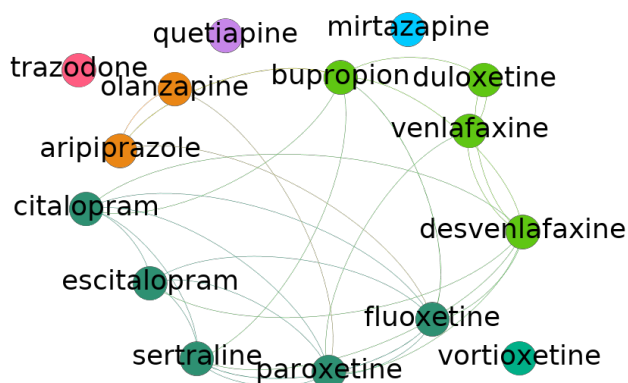 quetiapine
mirtazapine
trazodone
olanzapine
bupropion
duloxetine
venlafaxine
aripiprazole
citalopram
desvenlafaxine
escitalopram
fluoxetine
sertraline
paroxetine
vortioxetine